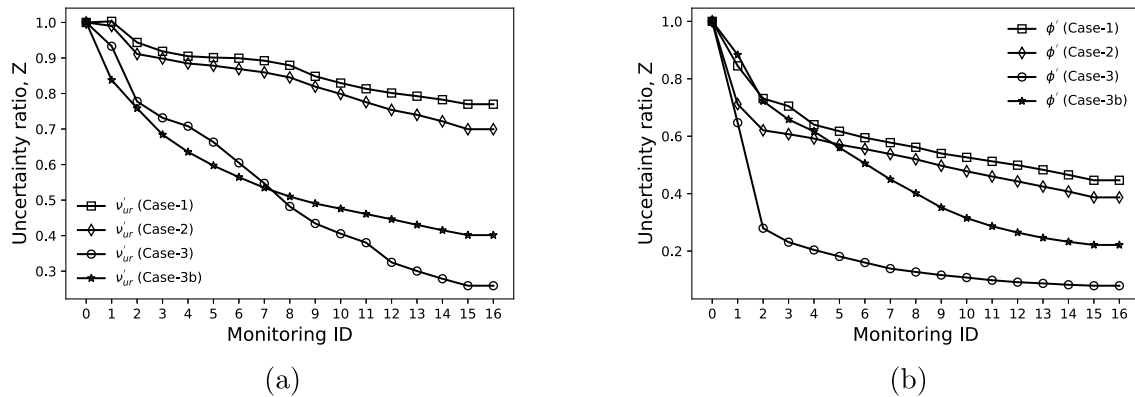 Uncertainty ratio, Z
1.0
0.9
0.8
0.7
0.6
0.5
0.4
0.3
ν′ur (Case-1)
ν′ur (Case-2)
ν′ur (Case-3)
ν′ur (Case-3b)
0 1 2 3 4 5 6 7 8 9 10 11 12 13 14 15 16
Monitoring ID
(a)
Uncertainty ratio, Z
1.0
0.8
0.6
0.4
0.2
ϕ′ (Case-1)
ϕ′ (Case-2)
ϕ′ (Case-3)
ϕ′ (Case-3b)
0 1 2 3 4 5 6 7 8 9 10 11 12 13 14 15 16
Monitoring ID
(b)